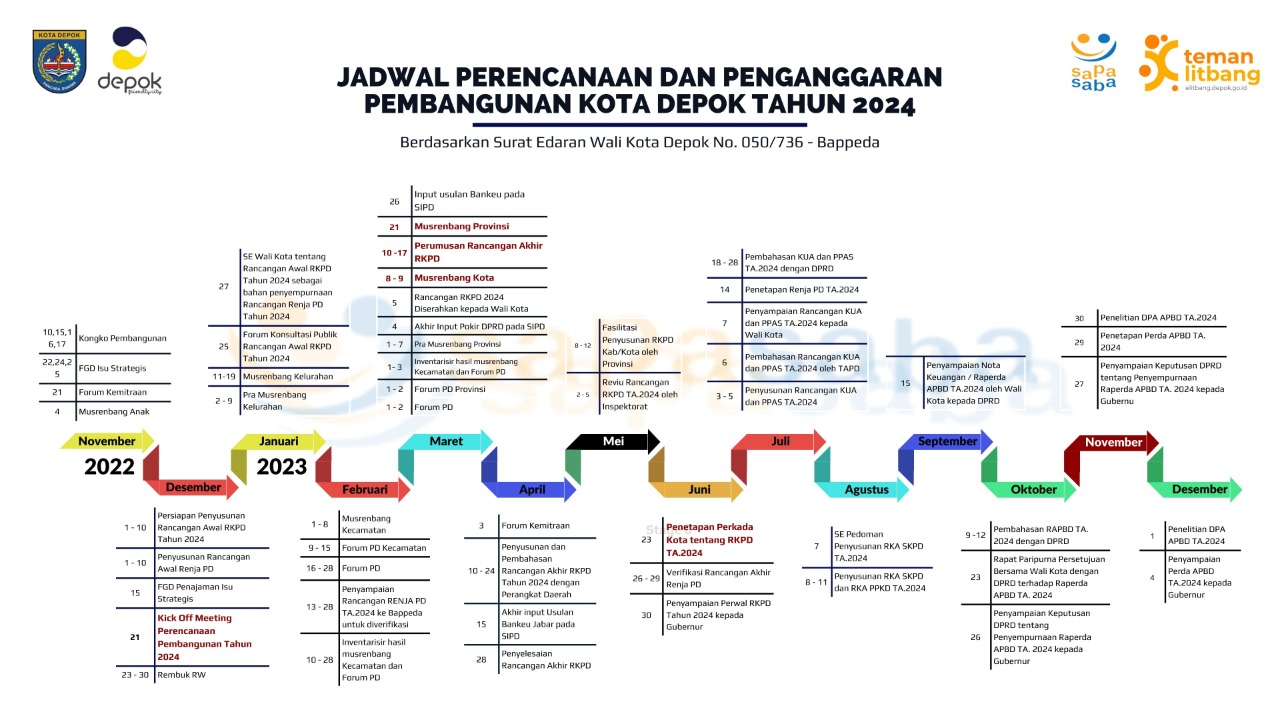 KOTA DEPOK
depok
friendly city
sapa
saba
teman
litbang
elitbang.depok.go.id
JADWAL PERENCANAAN DAN PENGANGGARAN
PEMBANGUNAN KOTA DEPOK TAHUN 2024
Berdasarkan Surat Edaran Wali Kota Depok No. 050/736 - Bappeda
10,15,1
6,17
Kongko Pembangunan
22,24,2
5
FGD Isu Strategis
21 Forum Kemitraan
4 Musrenbang Anak
27
SE Wali Kota tentang
Rancangan Awal RKPD
Tahun 2024 sebagai
bahan penyempurnaan
Rancangan Renja PD
Tahun 2024
25
Forum Konsultasi Publik
Rancangan Awal RKPD
Tahun 2024
11-19 Musrenbang Kelurahan
2 - 9
Pra Musrenbang
Kelurahan
26
Input usulan Bankeu pada
SIPD
21 Musrenbang Provinsi
10 -17
Perumusan Rancangan Akhir
RKPD
8 - 9 Musrenbang Kota
5
Rancangan RKPD 2024
Diserahkan kepada Wali Kota
4 Akhir Input Pokir DPRD pada SIPD
1 - 7 Pra Musrenbang Provinsi
1- 3
Inventarisir hasil musrenbang
Kecamatan dan Forum PD
1 - 2 Forum PD Provinsi
1 - 2 Forum PD
8 - 12
Fasilitasi
Penyusunan RKPD
Kab/Kota oleh
Provinsi
2 - 5
Reviu Rancangan
RKPD TA.2024 oleh
Inspektorat
18 - 28
Pembahasan KUA dan PPAS
TA.2024 dengan DPRD
14 Penetapan Renja PD TA.2024
7
Penyampaian Rancangan KUA
dan PPAS TA.2024 kepada
Wali Kota
6
Pembahasan Rancangan KUA
dan PPAS TA.2024 oleh TAPD
3 - 5
Penyusunan Rancangan KUA
dan PPAS TA.2024
15
Penyampaian Nota
Keuangan / Raperda
APBD TA.2024 oleh Wali
Kota kepada DPRD
30 Penelitian DPA APBD TA.2024
29
Penetapan Perda APBD TA.
2024
27
Penyampaian Keputusan DPRD
tentang Penyempurnaan
Raperda APBD TA. 2024 kepada
Gubernu
November
2022
Desember
Januari
2023
Februari
Maret
April
Mei
Juni
Juli
Agustus
September
Oktober
November
Desember
1 - 10
Persiapan Penyusunan
Rancangan Awal RKPD
Tahun 2024
1 - 10
Penyusunan Rancangan
Awal Renja PD
15
FGD Penajaman Isu
Strategis
21
Kick Off Meeting
Perencanaan
Pembangunan Tahun
2024
23 - 30 Rembuk RW
1 - 8
Musrenbang
Kecamatan
9 - 15 Forum PD Kecamatan
16 - 28 Forum PD
13 - 28
Penyampaian
Rancangan RENJA PD
TA.2024 ke Bappeda
untuk diverifikasi
10 - 28
Inventarisir hasil
musrenbang
Kecamatan dan
Forum PD
3 Forum Kemitraan
10 - 24
Penyusunan dan
Pembahasan
Rancangan Akhir RKPD
Tahun 2024 dengan
Perangkat Daerah
15
Akhir input Usulan
Bankeu Jabar pada
SIPD
28
Penyelesaian
Rancangan Akhir RKPD
23
Penetapan Perkada
Kota tentang RKPD
TA.2024
26 - 29
Verifikasi Rancangan Akhir
Renja PD
30
Penyampaian Perwal RKPD
Tahun 2024 kepada
Gubernur
7
SE Pedoman
Penyusunan RKA SKPD
TA.2024
8 - 11
Penyusunan RKA SKPD
dan RKA PPKD TA.2024
9 -12
Pembahasan RAPBD TA.
2024 dengan DPRD
23
Rapat Paripurna Persetujuan
Bersama Wali Kota dengan
DPRD terhadap Raperda
APBD TA. 2024
26
Penyampaian Keputusan
DPRD tentang
Penyempurnaan Raperda
APBD TA. 2024 kepada
Gubernur
1
Penelitian DPA
APBD TA.2024
4
Penyampaian
Perda APBD
TA.2024 kepada
Gubernur
sapa
saba